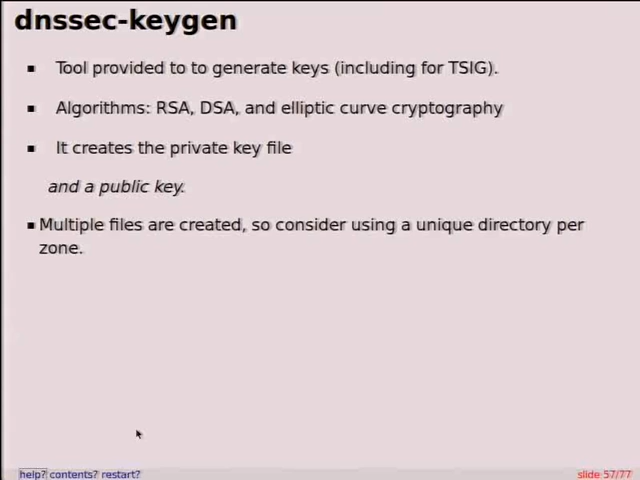 dnssec-keygen
Tool provided to to generate keys (including for TSIG).
Algorithms: RSA, DSA, and elliptic curve cryptography
It creates the private key file
and a public key.
Multiple files are created, so consider using a unique directory per
zone.
help? contents? restart?
slide 57/77